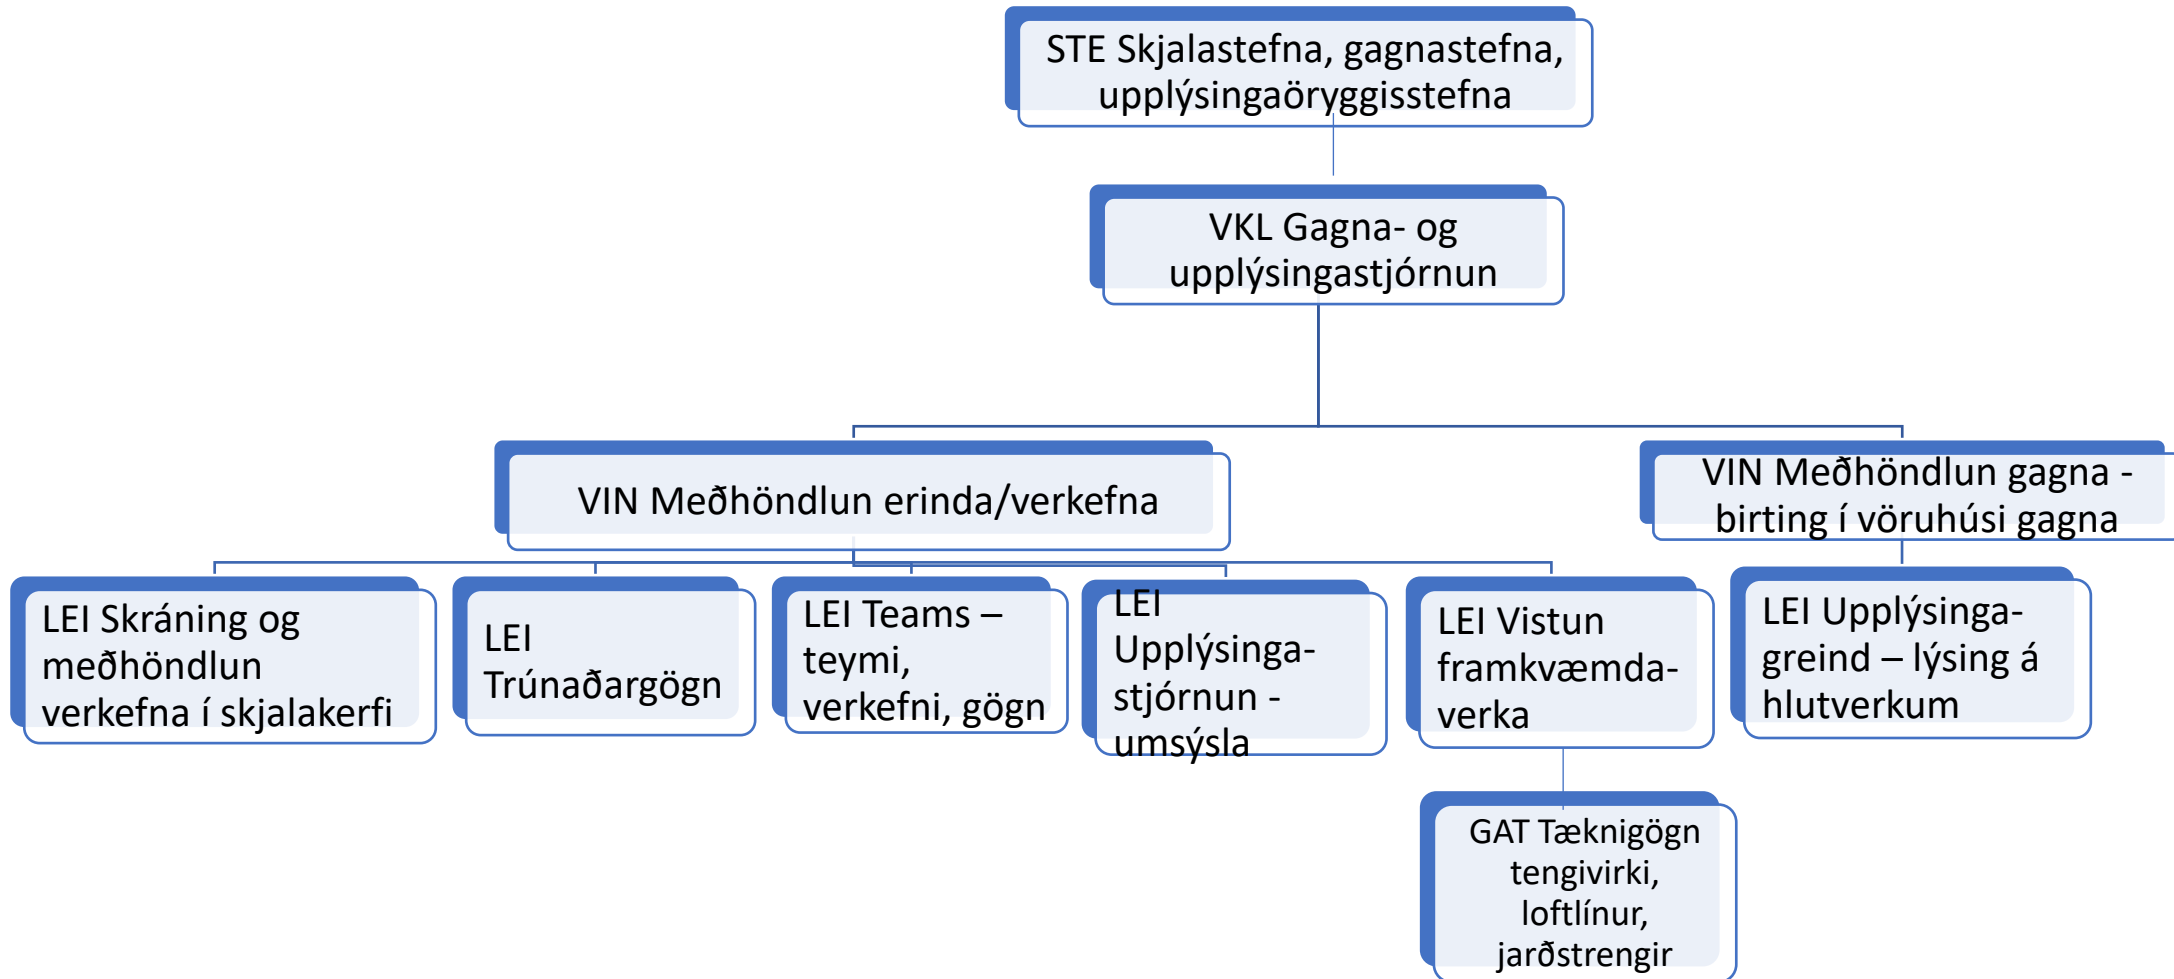 STE Skjalastefna, gagnastefna,
upplýsingaöryggisstefna
VKL Gagna- og
upplýsingastjórnun
VIN Meðhöndlun erinda/verkefna
VIN Meðhöndlun gagna -
birting í vöruhúsi gagna
LEI Skráning og
meðhöndlun
verkefna í skjalakerfi
LEI
Trúnaðargögn
LEI Teams –
teymi,
verkefni, gögn
LEI
Upplýsinga-
stjórnun -
umsýsla
LEI Vistun
framkvæmda-
verka
LEI Upplýsinga-
greind – lýsing á
hlutverkum
GAT Tæknigögn
tengivirki,
loftlínur,
jarðstrengir